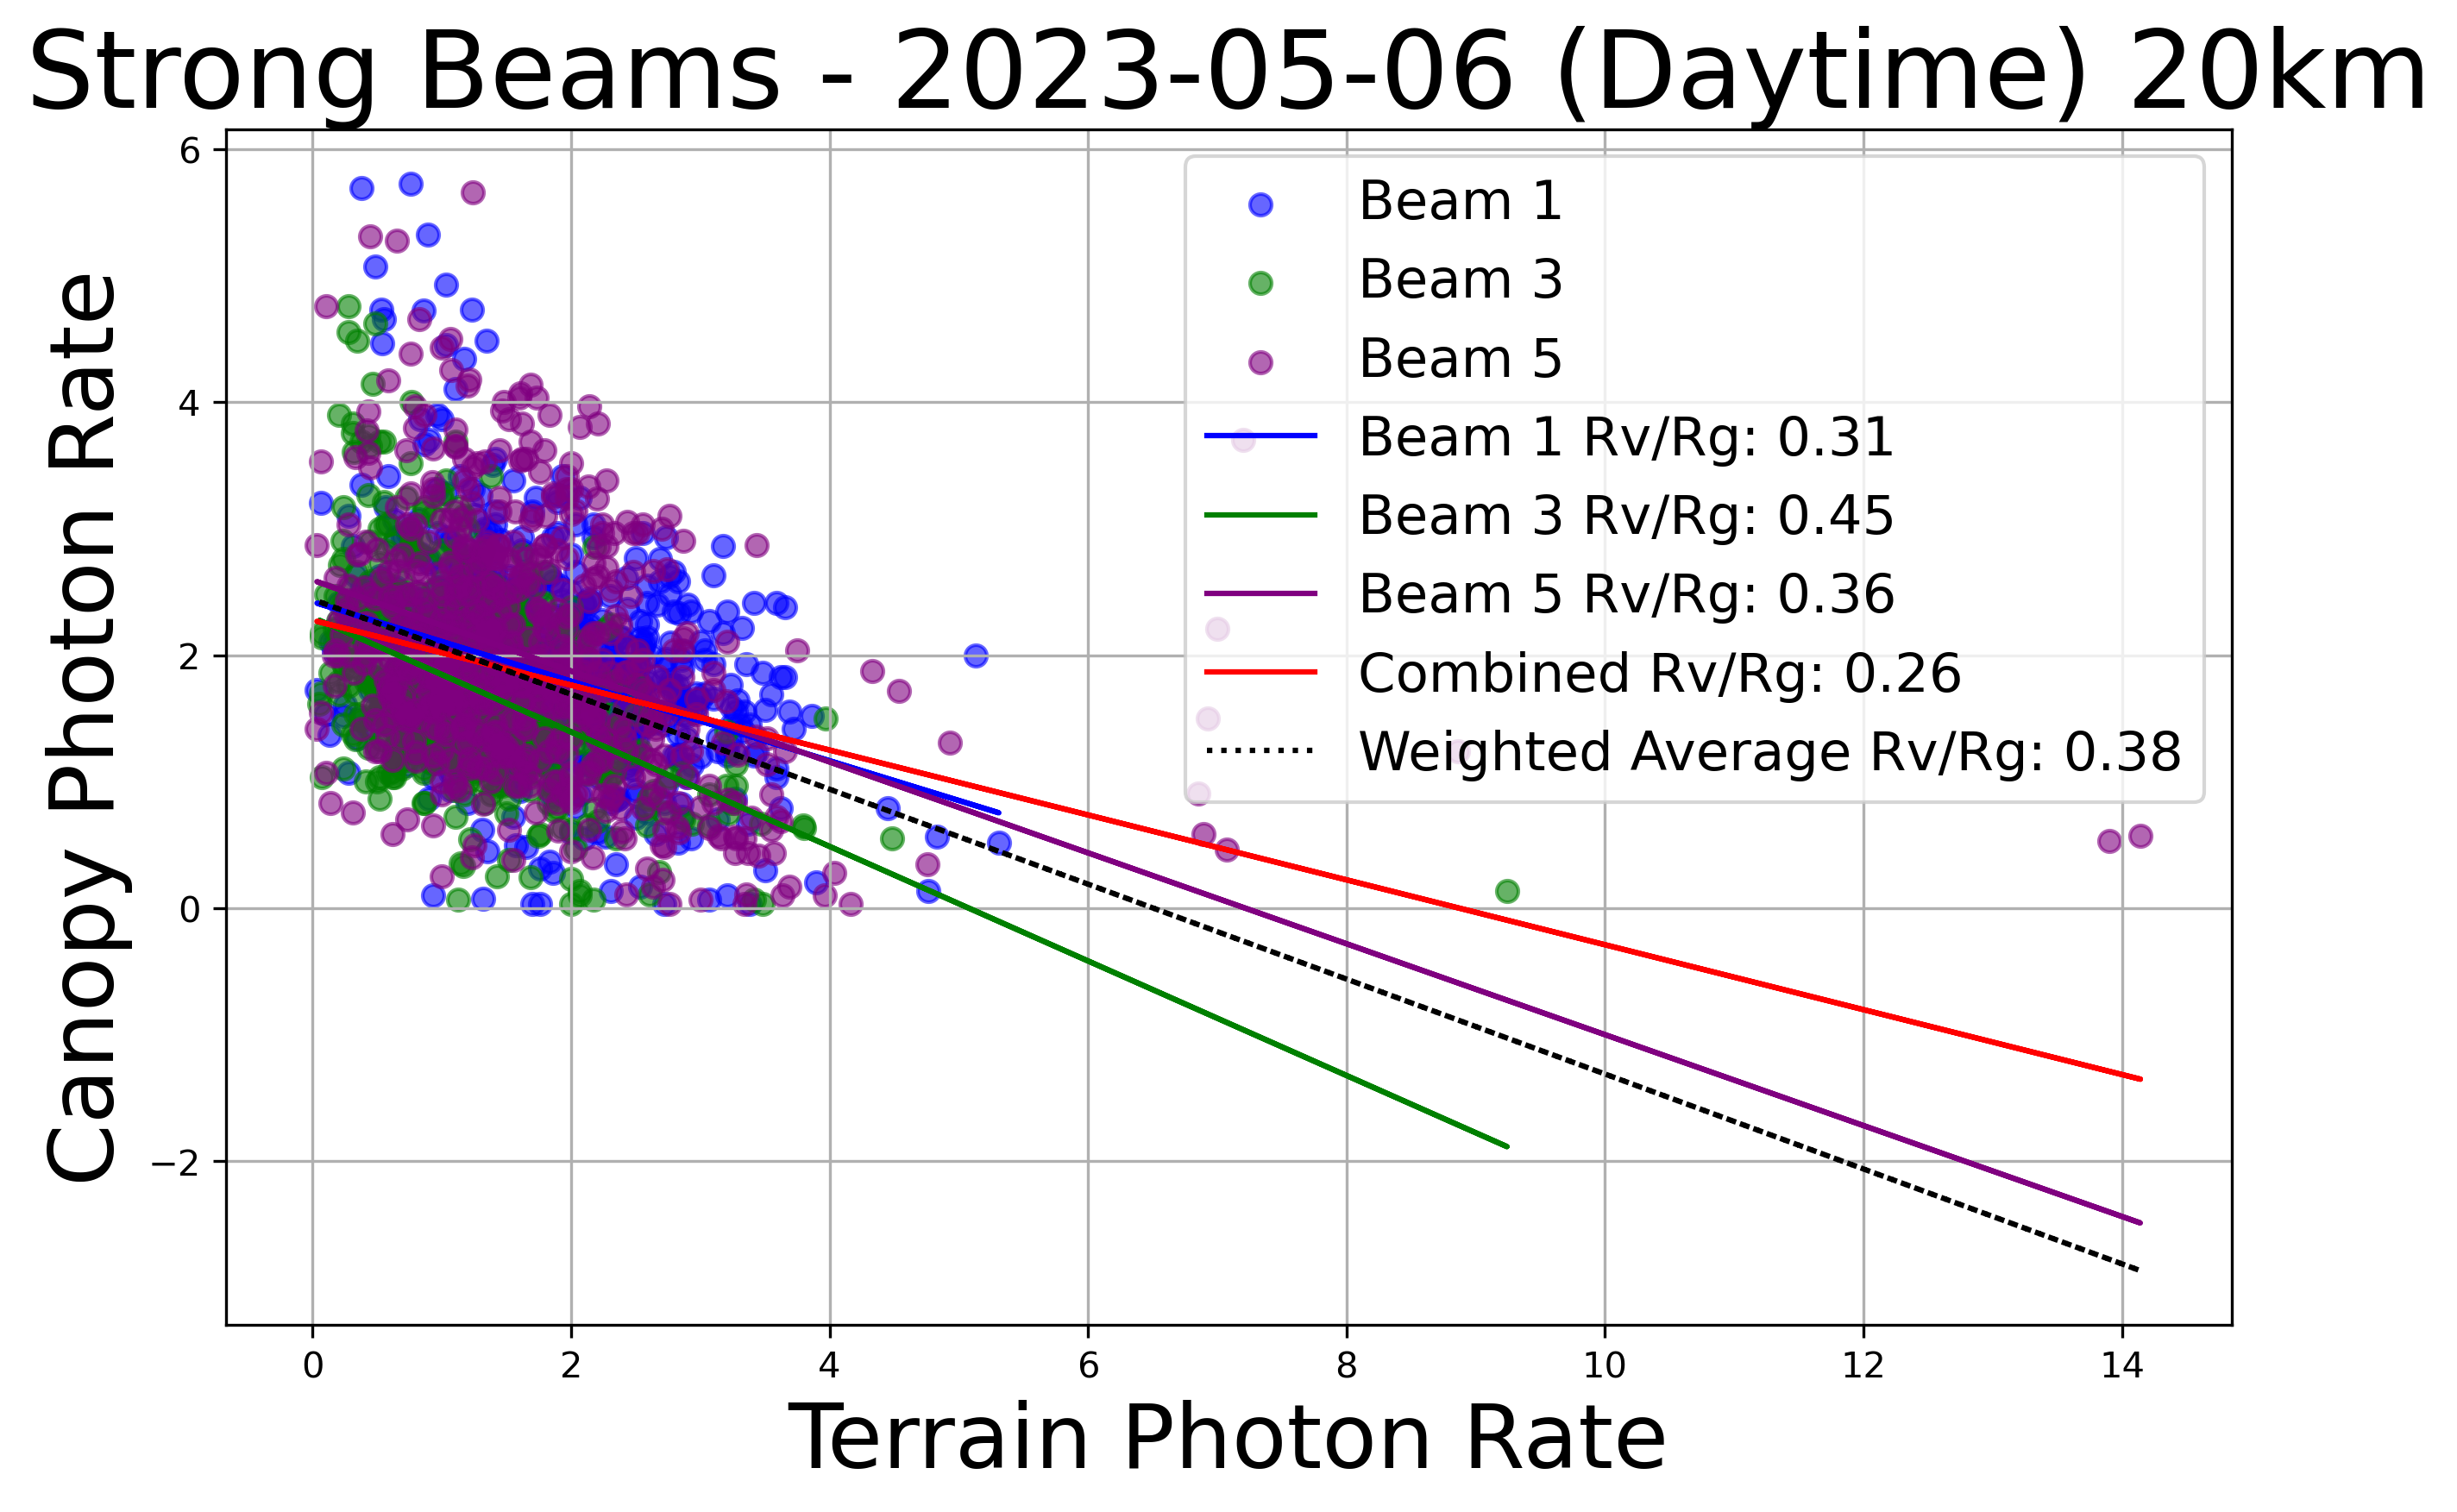 Strong Beams - 2023-05-06 (Daytime) 20km
6
4
2
0
−2
Canopy Photon Rate
Beam 1
Beam 3
Beam 5
Beam 1 Rv/Rg: 0.31
Beam 3 Rv/Rg: 0.45
Beam 5 Rv/Rg: 0.36
Combined Rv/Rg: 0.26
Weighted Average Rv/Rg: 0.38
0 2 4 6 8 10 12 14
Terrain Photon Rate